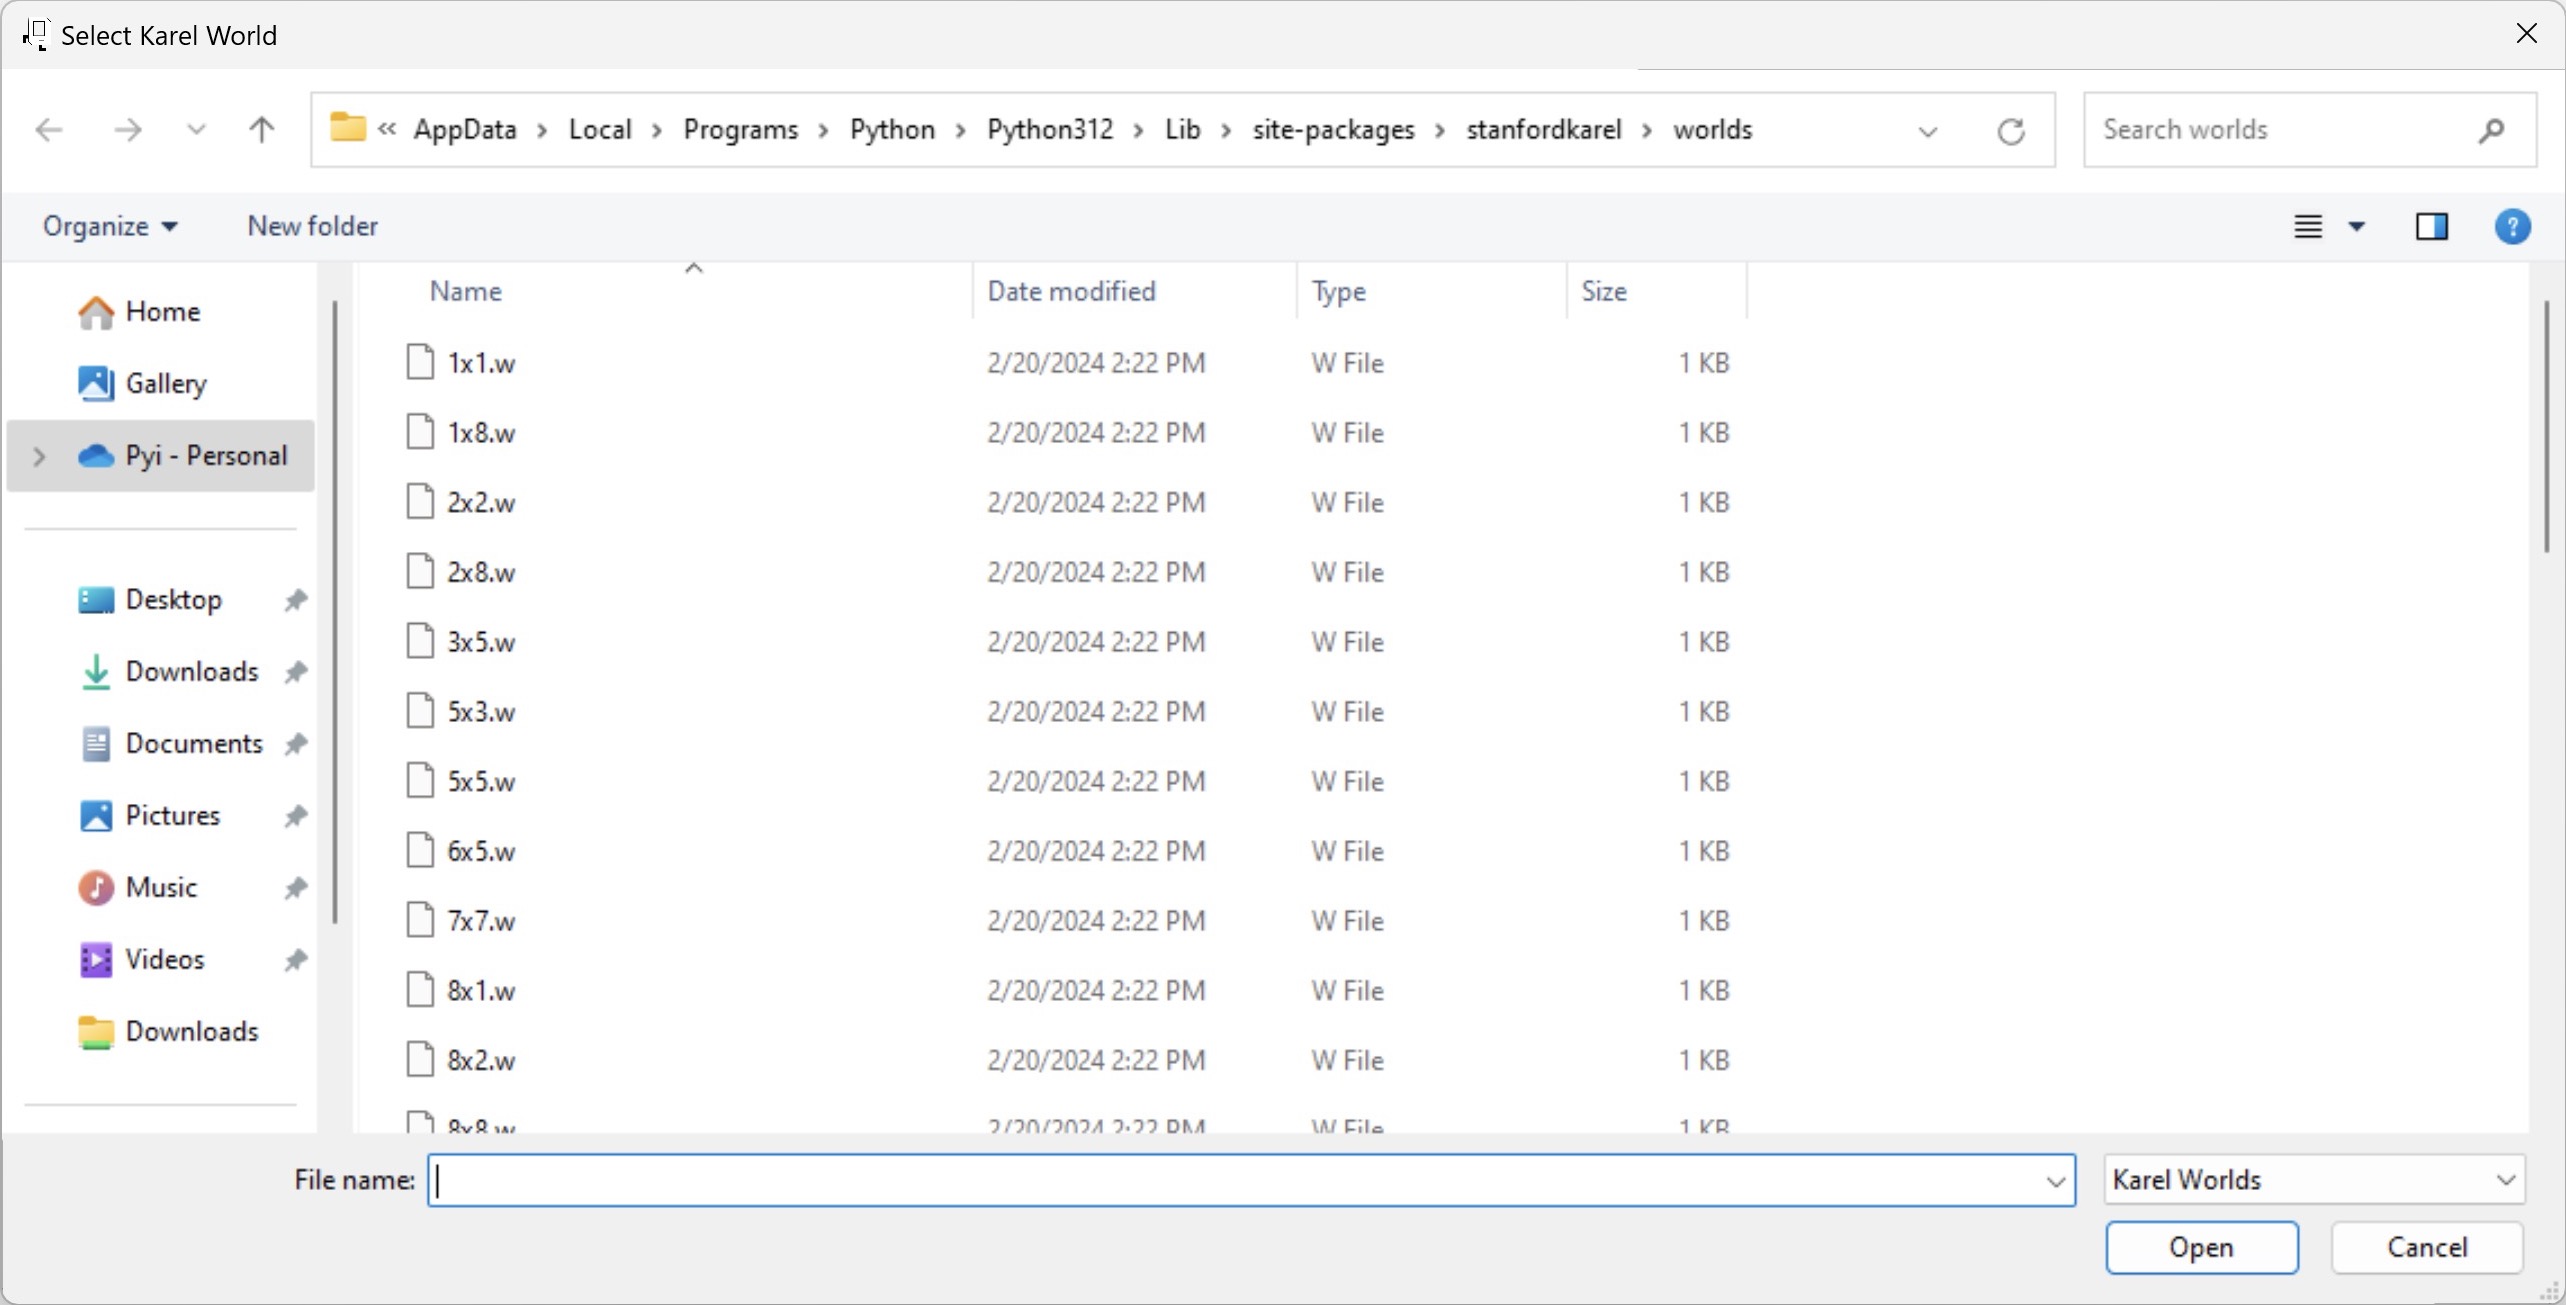 Select Karel World
« AppData › Local › Programs › Python › Python312 › Lib › site-packages › stanfordkarel › worlds
Search worlds
Organize
New folder
?
Home
Gallery
Pyi - Personal
Desktop
Downloads
Documents
Pictures
Music
Videos
Downloads
Name Date modified Type Size
1x1.w 2/20/2024 2:22 PM W File 1 KB
1x8.w 2/20/2024 2:22 PM W File 1 KB
2x2.w 2/20/2024 2:22 PM W File 1 KB
2x8.w 2/20/2024 2:22 PM W File 1 KB
3x5.w 2/20/2024 2:22 PM W File 1 KB
5x3.w 2/20/2024 2:22 PM W File 1 KB
5x5.w 2/20/2024 2:22 PM W File 1 KB
6x5.w 2/20/2024 2:22 PM W File 1 KB
7x7.w 2/20/2024 2:22 PM W File 1 KB
8x1.w 2/20/2024 2:22 PM W File 1 KB
8x2.w 2/20/2024 2:22 PM W File 1 KB
8x8.w 2/20/2024 2:22 PM W File 1 KB
File name:
Karel Worlds
Open
Cancel